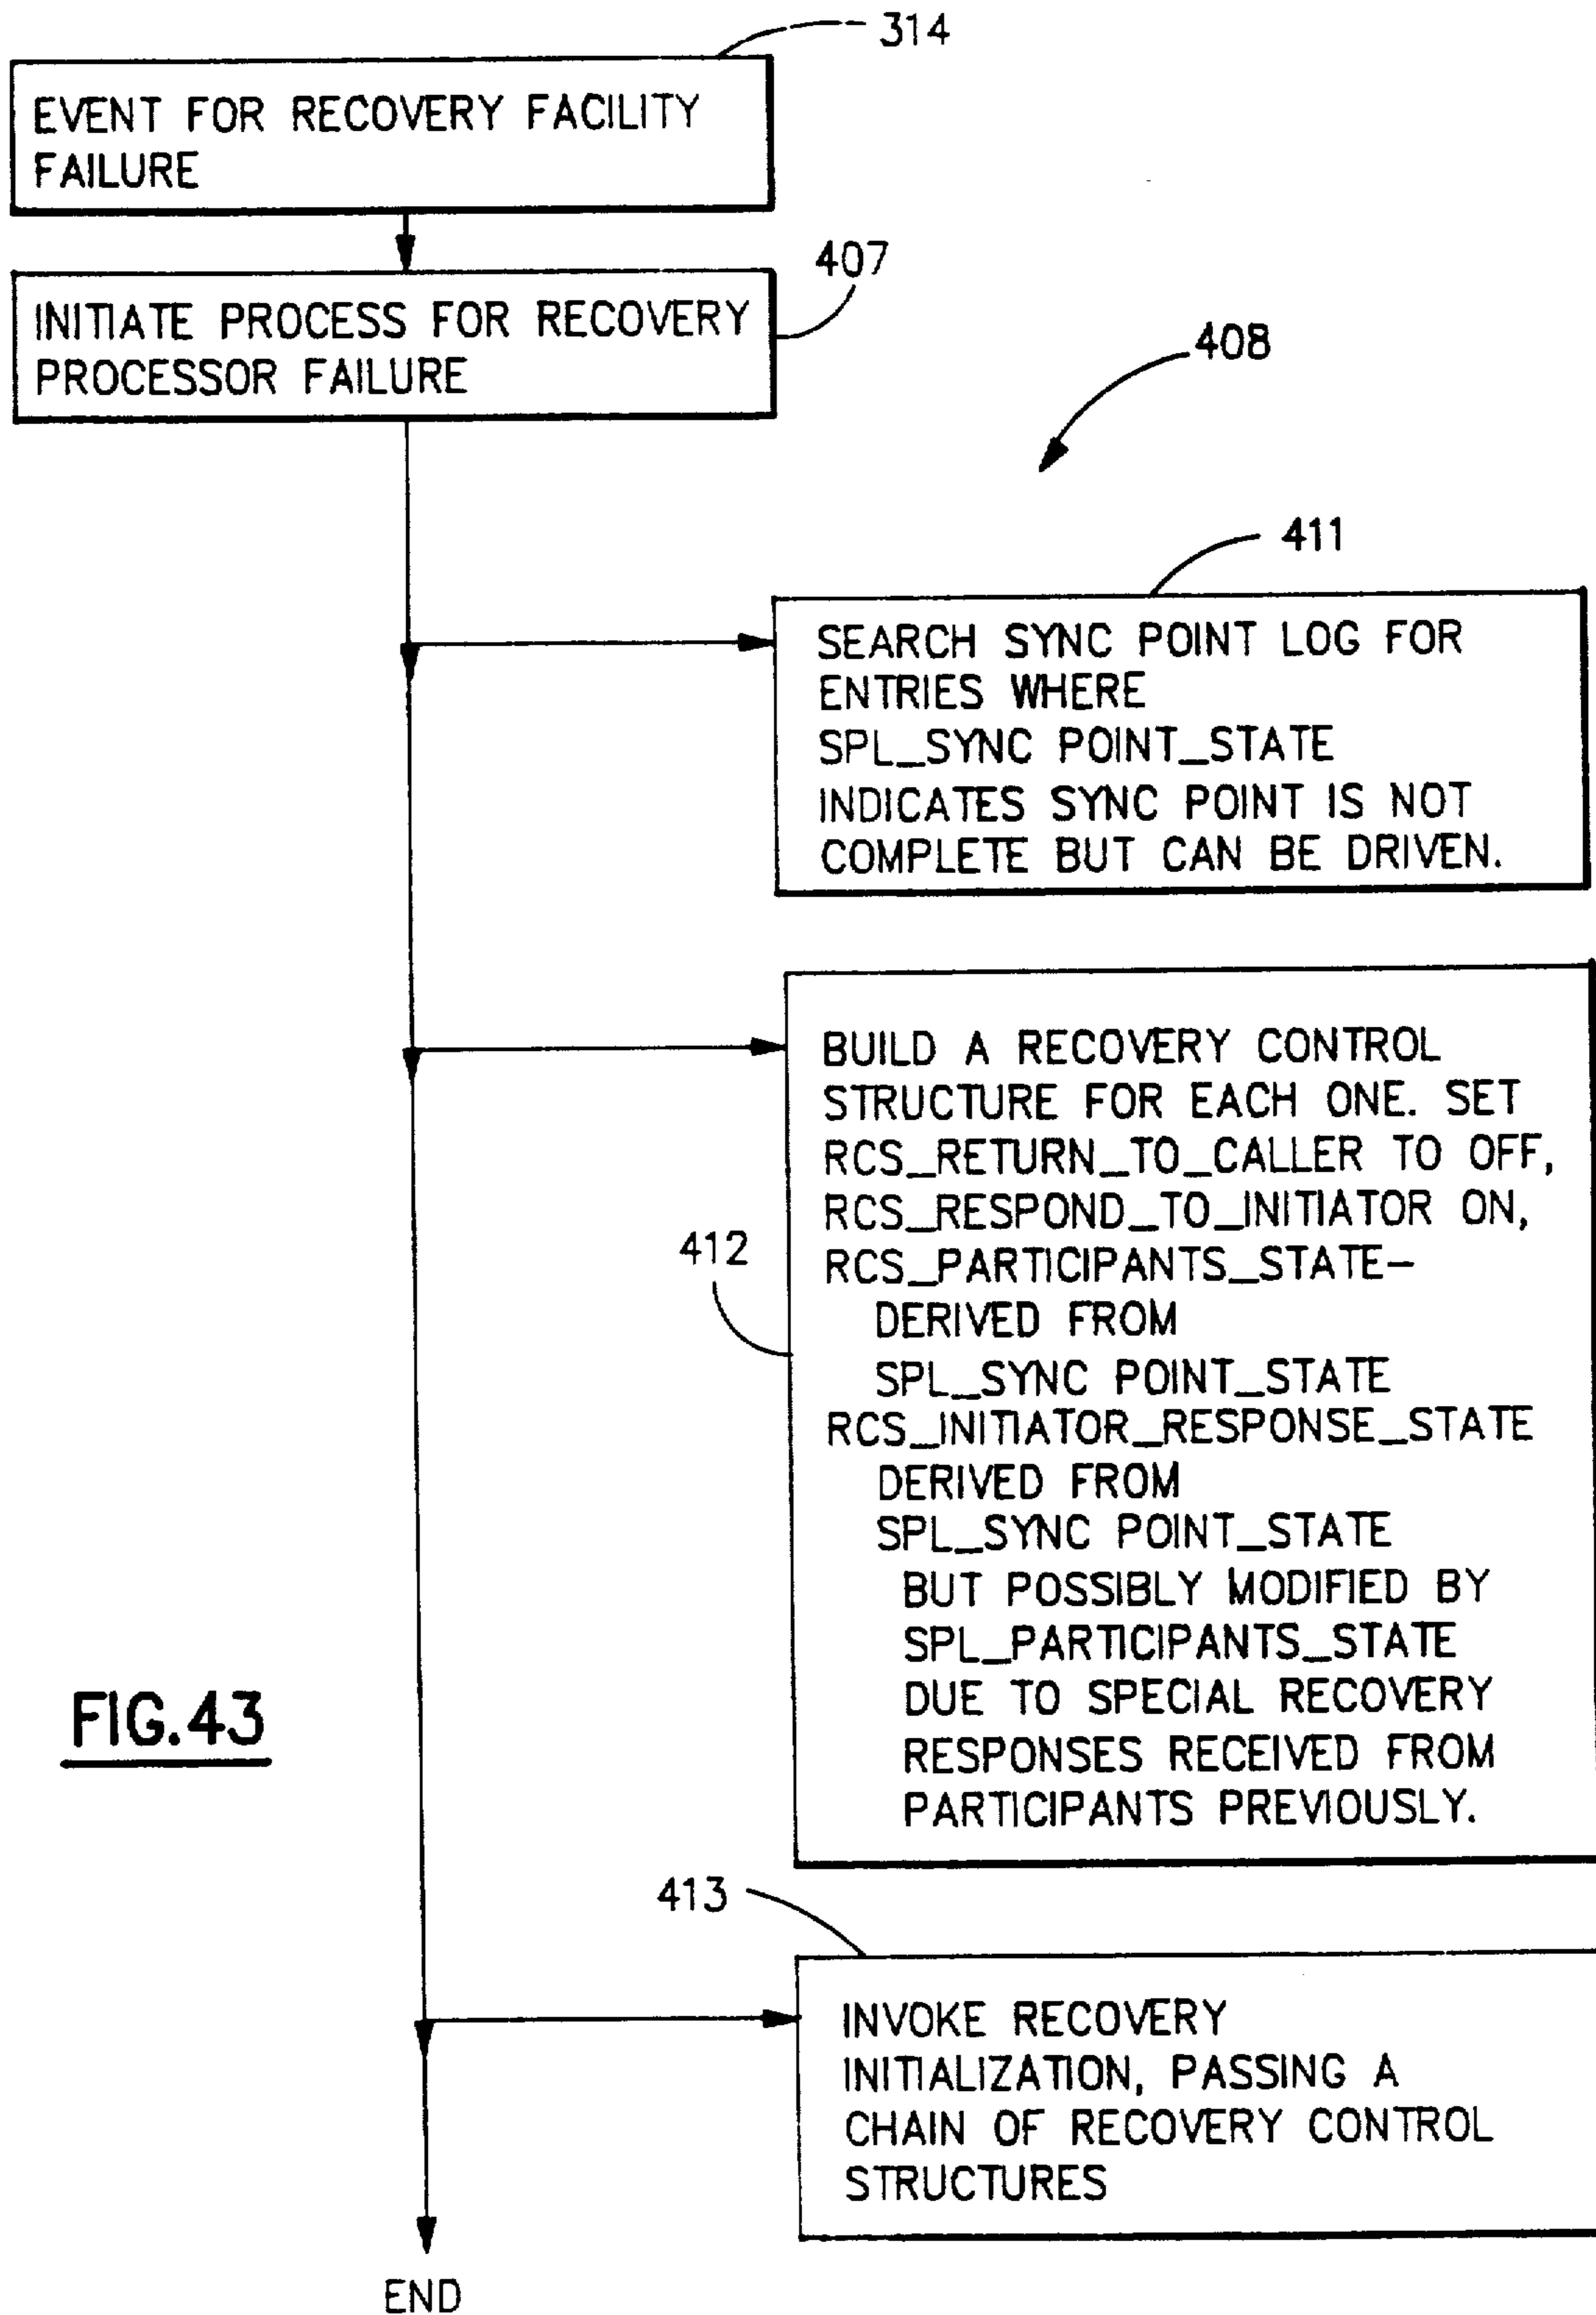 314
EVENT FOR RECOVERY FACILITY
FAILURE
407
INITIATE PROCESS FOR RECOVERY
PROCESSOR FAILURE
408
411
SEARCH SYNC POINT LOG FOR
ENTRIES WHERE
SPL_SYNC POINT_STATE
INDICATES SYNC POINT IS NOT
COMPLETE BUT CAN BE DRIVEN.
412
BUILD A RECOVERY CONTROL
STRUCTURE FOR EACH ONE. SET
RCS_RETURN_TO_CALLER TO OFF,
RCS_RESPOND_TO_INITIATOR ON,
RCS_PARTICIPANTS_STATE-
DERIVED FROM
SPL_SYNC POINT_STATE
RCS_INITIATOR_RESPONSE_STATE
DERIVED FROM
SPL_SYNC POINT_STATE
BUT POSSIBLY MODIFIED BY
SPL_PARTICIPANTS_STATE
DUE TO SPECIAL RECOVERY
RESPONSES RECEIVED FROM
PARTICIPANTS PREVIOUSLY.
FIG.43
413
INVOKE RECOVERY
INITIALIZATION, PASSING A
CHAIN OF RECOVERY CONTROL
STRUCTURES
END